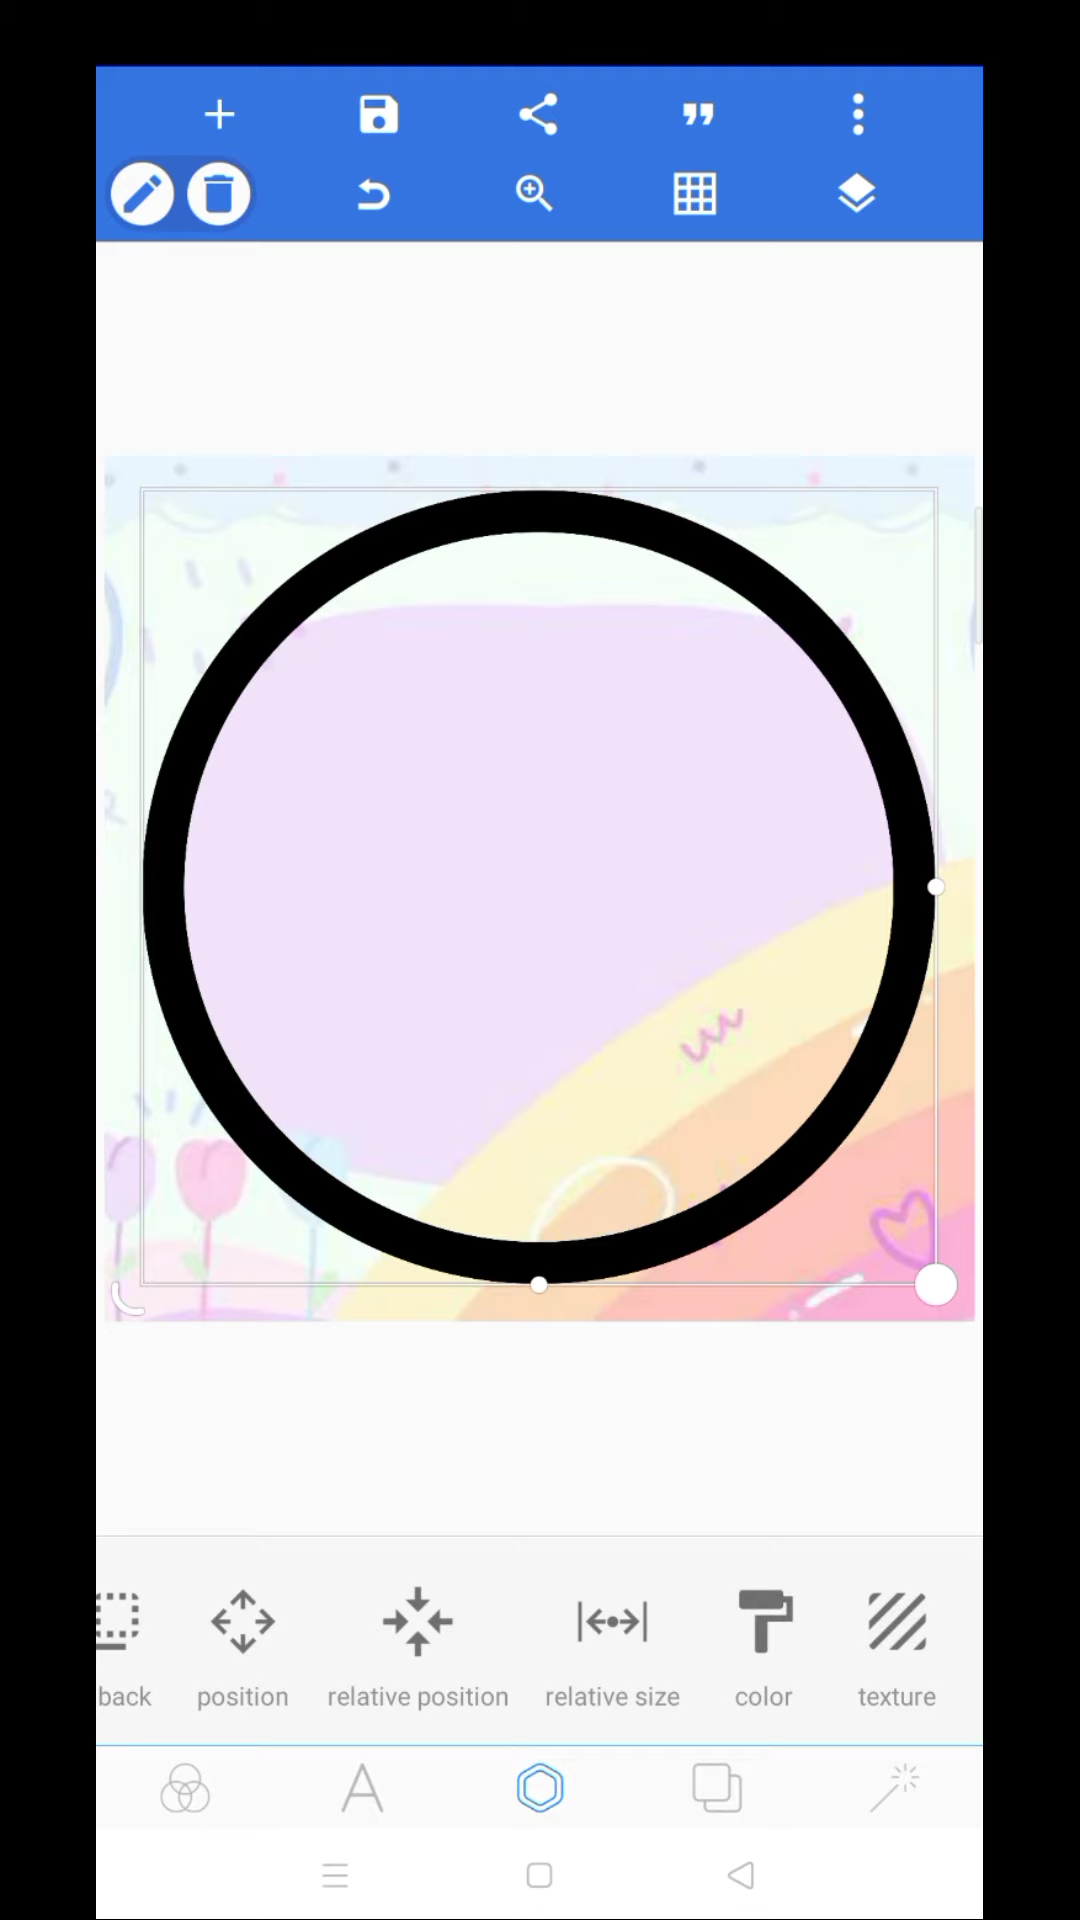 back
position
relative position
relative size
color
texture